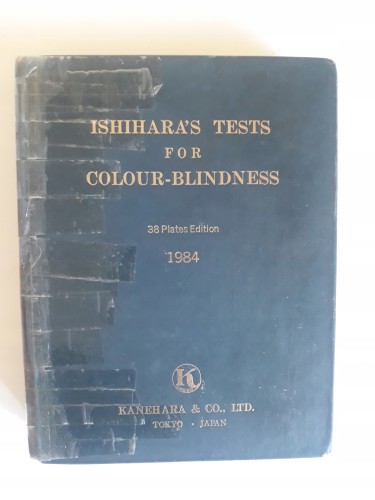 ISHIHARA'S TESTS
FOR
COLOUR-BLINDNESS
38 Plates Edition
1984
K
KANEHARA & CO., LTD.
TOKYO · JAPAN